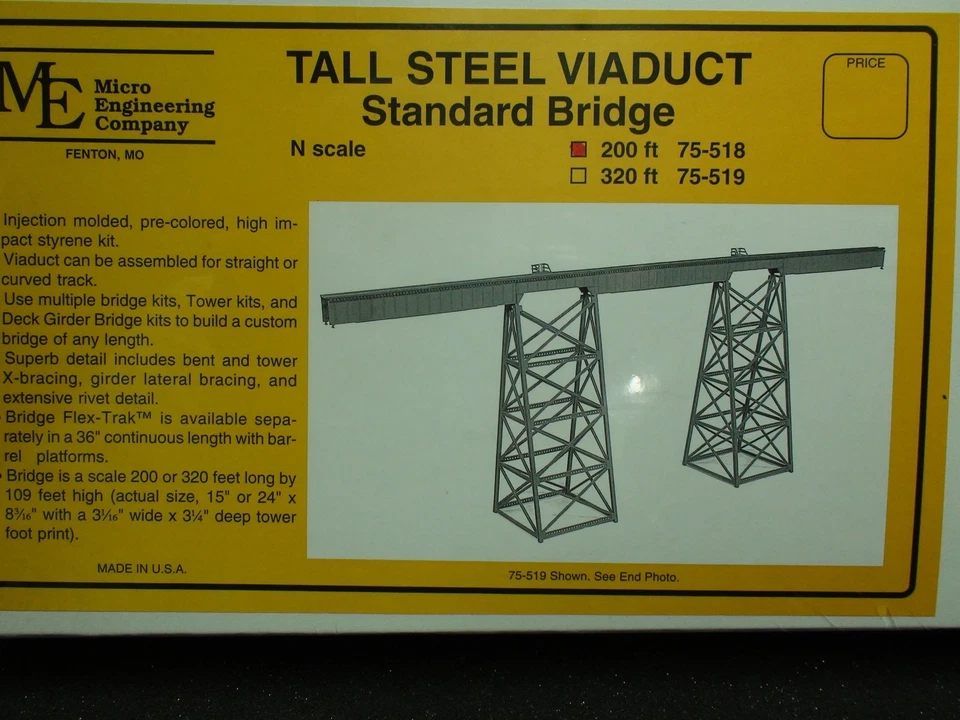 TALL STEEL VIADUCT
Standard Bridge
N scale
200 ft 75-518
320 ft 75-519
PRICE
ME Micro
Engineering
Company
FENTON, MO
Injection molded, pre-colored, high im-
pact styrene kit.
Viaduct can be assembled for straight or
curved track.
Use multiple bridge kits, Tower kits, and
Deck Girder Bridge kits to build a custom
bridge of any length.
Superb detail includes bent and tower
X-bracing, girder lateral bracing, and
extensive rivet detail.
• Bridge Flex-Trak™ is available sepa-
rately in a 36" continuous length with bar-
rel platforms.
• Bridge is a scale 200 or 320 feet long by
109 feet high (actual size, 15" or 24" x
8³⁄₁₆" with a 3¹⁄₁₆" wide x 3¼" deep tower
foot print).
MADE IN U.S.A.
75-519 Shown. See End Photo.